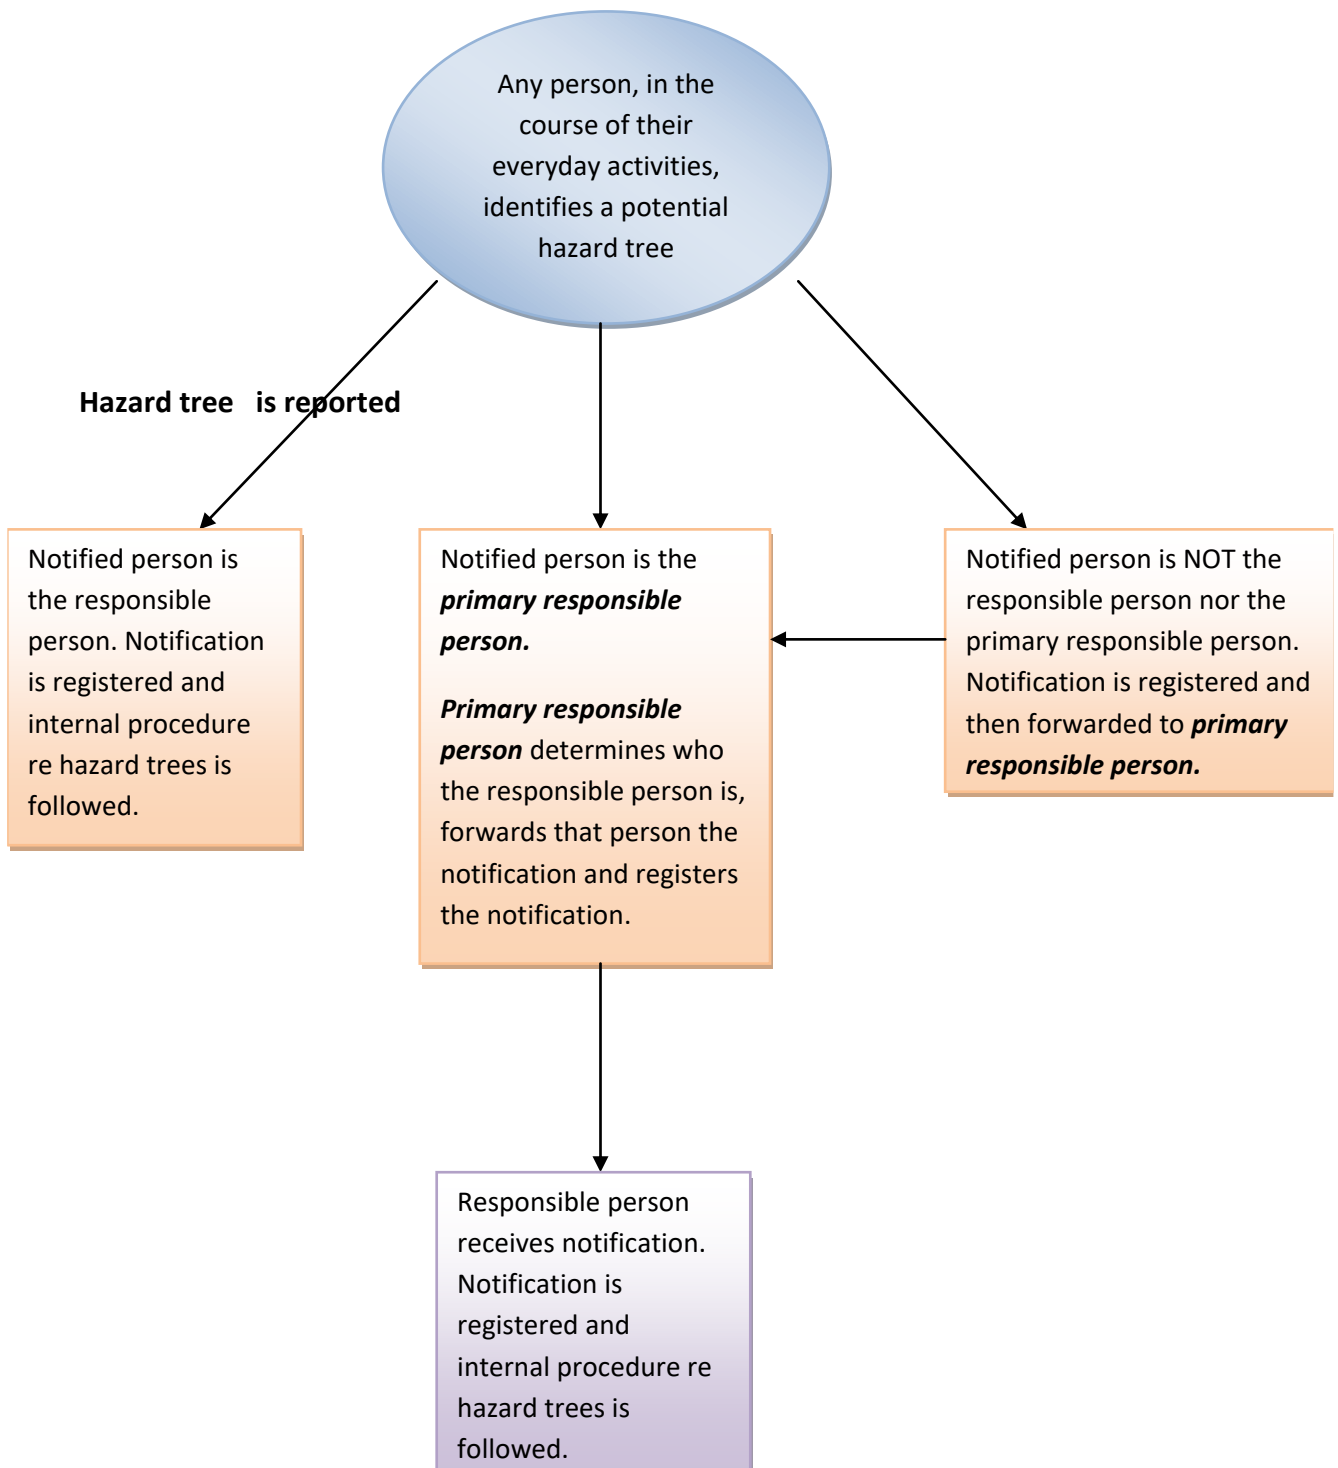 Any person, in the
course of their
everyday activities,
identifies a potential
hazard tree
Hazard tree   is reported
Notified person is
the responsible
person. Notification
is registered and
internal procedure
re hazard trees is
followed.
Notified person is the
primary responsible
person.
Primary responsible
person determines who
the responsible person is,
forwards that person the
notification and registers
the notification.
Notified person is NOT the
responsible person nor the
primary responsible person.
Notification is registered and
then forwarded to primary
responsible person.
Responsible person
receives notification.
Notification is
registered and
internal procedure re
hazard trees is
followed.